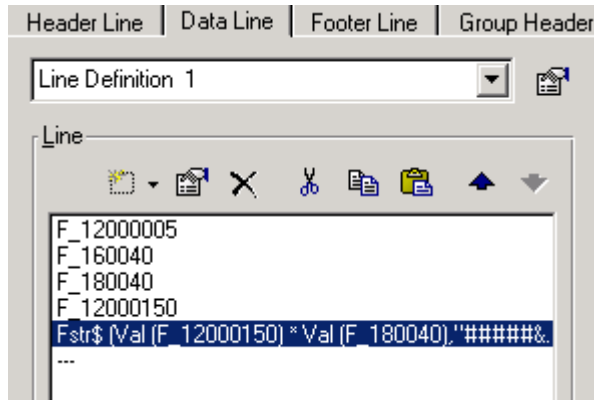 Header Line Data Line Footer Line Group Header
Line Definition 1
Line
F_12000005
F_160040
F_180040
F_12000150
Fstr$ (Val (F_12000150) * Val (F_180040),"#####&.
---